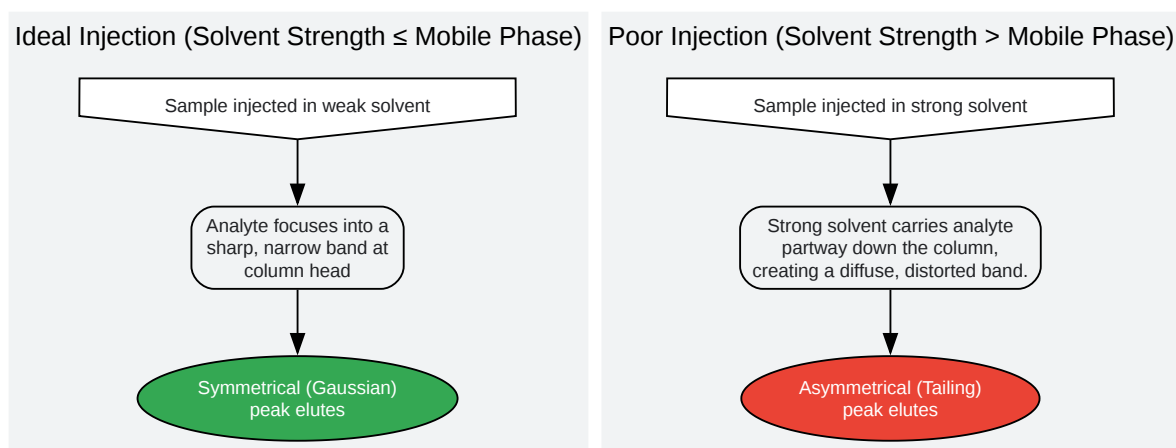 Ideal Injection (Solvent Strength ≤ Mobile Phase)
Sample injected in weak solvent
Analyte focuses into a
sharp, narrow band at
column head
Symmetrical (Gaussian)
peak elutes
Poor Injection (Solvent Strength > Mobile Phase)
Sample injected in strong solvent
Strong solvent carries analyte
partway down the column,
creating a diffuse, distorted band.
Asymmetrical (Tailing)
peak elutes